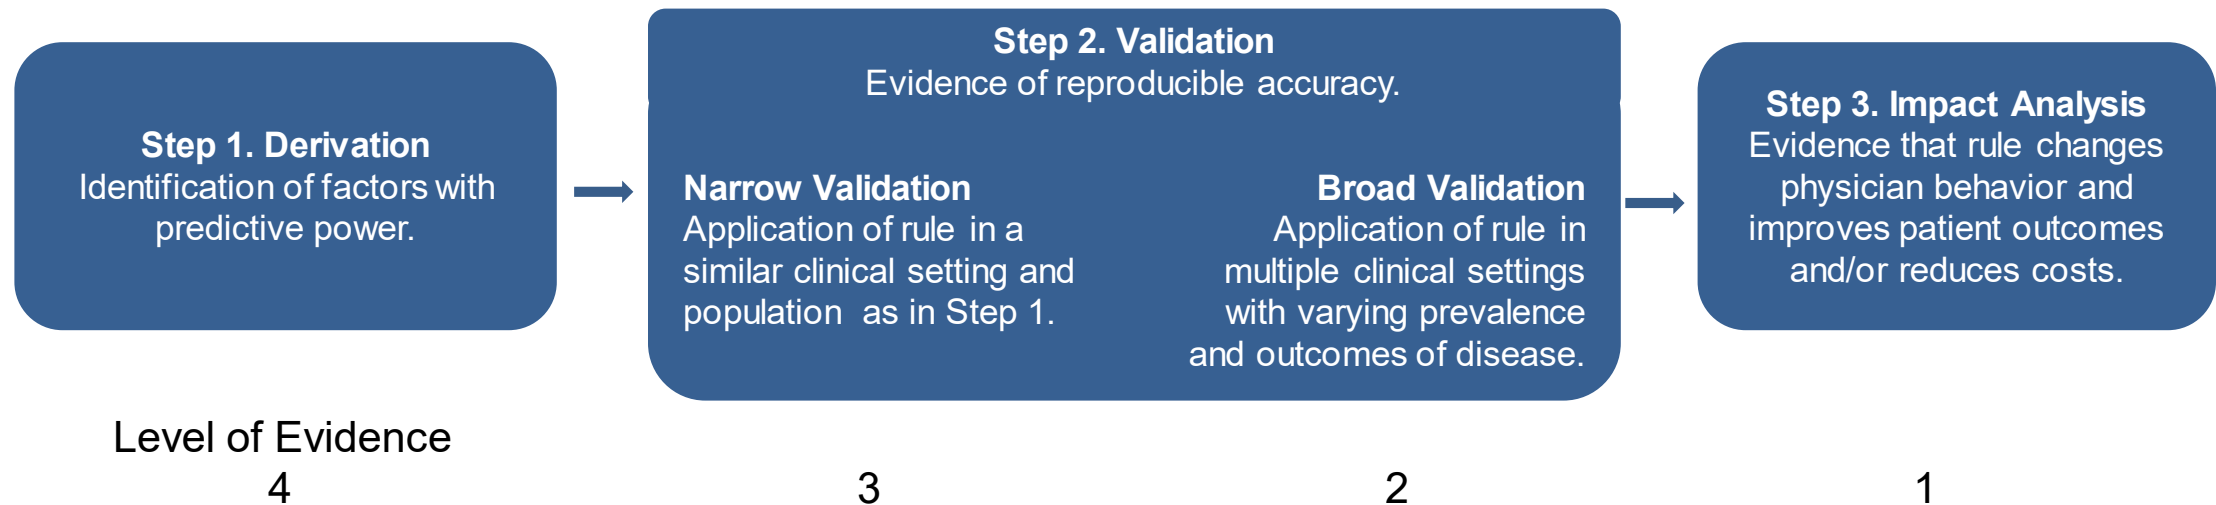 Step 1. Derivation
Identification of factors with
predictive power.
Step 2. Validation
Evidence of reproducible accuracy.
Narrow Validation
Application of rule in a
similar clinical setting and
population as in Step 1.
Broad Validation
Application of rule in
multiple clinical settings
with varying prevalence
and outcomes of disease.
Step 3. Impact Analysis
Evidence that rule changes
physician behavior and
improves patient outcomes
and/or reduces costs.
Level of Evidence
4
3
2
1